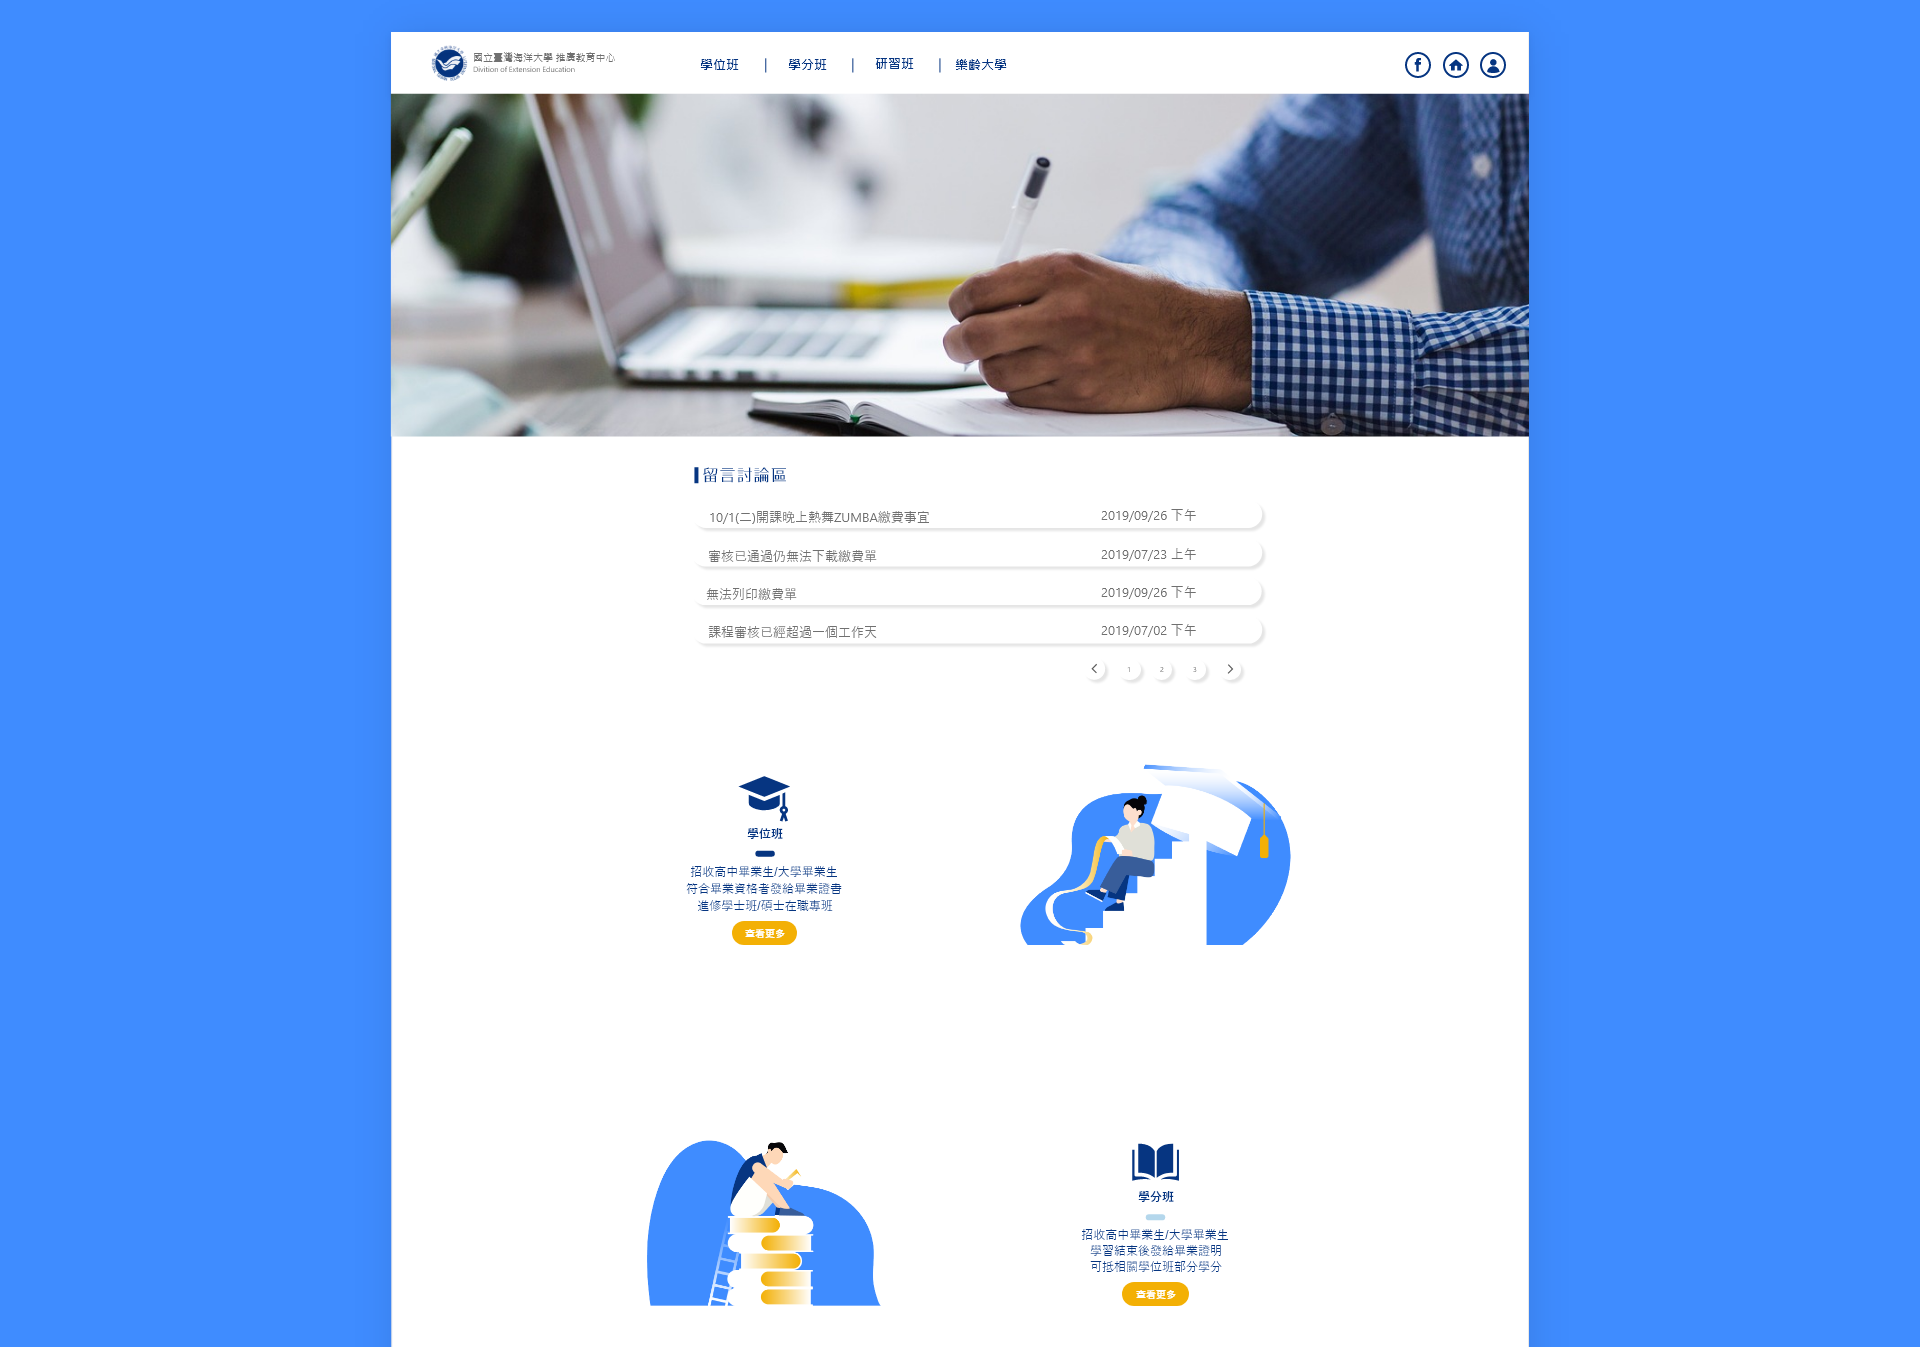 國立臺灣海洋大學 推廣教育中心
Divition of Extension Education
學位班 | 學分班 | 研習班 | 樂齡大學
留言討論區
10/1(二)開課晚上熱舞ZUMBA繳費事宜 2019/09/26 下午
審核已通過仍無法下載繳費單 2019/07/23 上午
無法列印繳費單 2019/09/26 下午
課程審核已經超過一個工作天 2019/07/02 下午
1 2 3
學位班
招收高中畢業生/大學畢業生
符合畢業資格者發給畢業證書
進修學士班/碩士在職專班
查看更多
學分班
招收高中畢業生/大學畢業生
學習結束後發給畢業證明
可抵相關學位班部分學分
查看更多